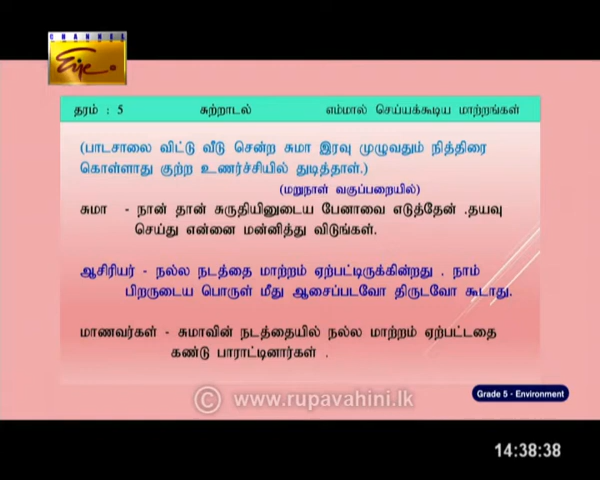 CHANNEL
Eye
தரம் : 5 சுற்றாடல் எம்மால் செய்யக்கூடிய மாற்றங்கள்
(பாடசாலை விட்டு வீடு சென்ற சுமா இரவு முழுவதும் நித்திரை
கொள்ளாது குற்ற உணர்ச்சியில் துடித்தாள்.)
(மறுநாள் வகுப்பறையில்)
சுமா - நான் தான் சுருதியினுடைய பேனாவை எடுத்தேன் .தயவு
செய்து என்னை மன்னித்து விடுங்கள்.
ஆசிரியர் - நல்ல நடத்தை மாற்றம் ஏற்பட்டிருக்கின்றது . நாம்
பிறருடைய பொருள் மீது ஆசைப்படவோ திருடவோ கூடாது.
மாணவர்கள் - சுமாவின் நடத்தையில் நல்ல மாற்றம் ஏற்பட்டதை
கண்டு பாராட்டினார்கள் .
© www.rupavahini.lk
Grade 5 - Environment
14:38:38